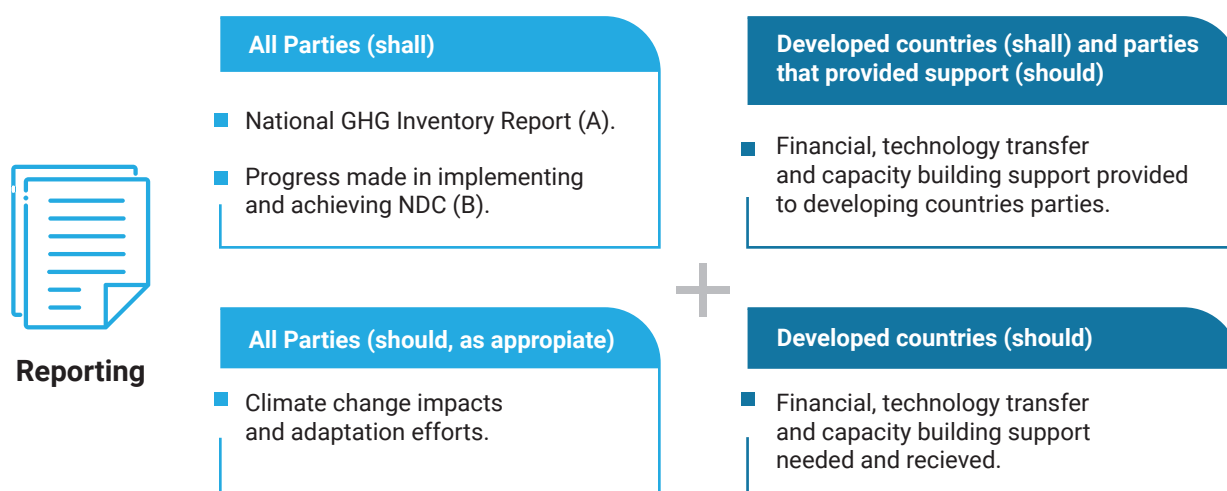 Reporting
All Parties (shall)
National GHG Inventory Report (A).
Progress made in implementing
and achieving NDC (B).
All Parties (should, as appropiate)
Climate change impacts
and adaptation efforts.
Developed countries (shall) and parties
that provided support (should)
Financial, technology transfer
and capacity building support provided
to developing countries parties.
Developed countries (should)
Financial, technology transfer
and capacity building support
needed and recieved.